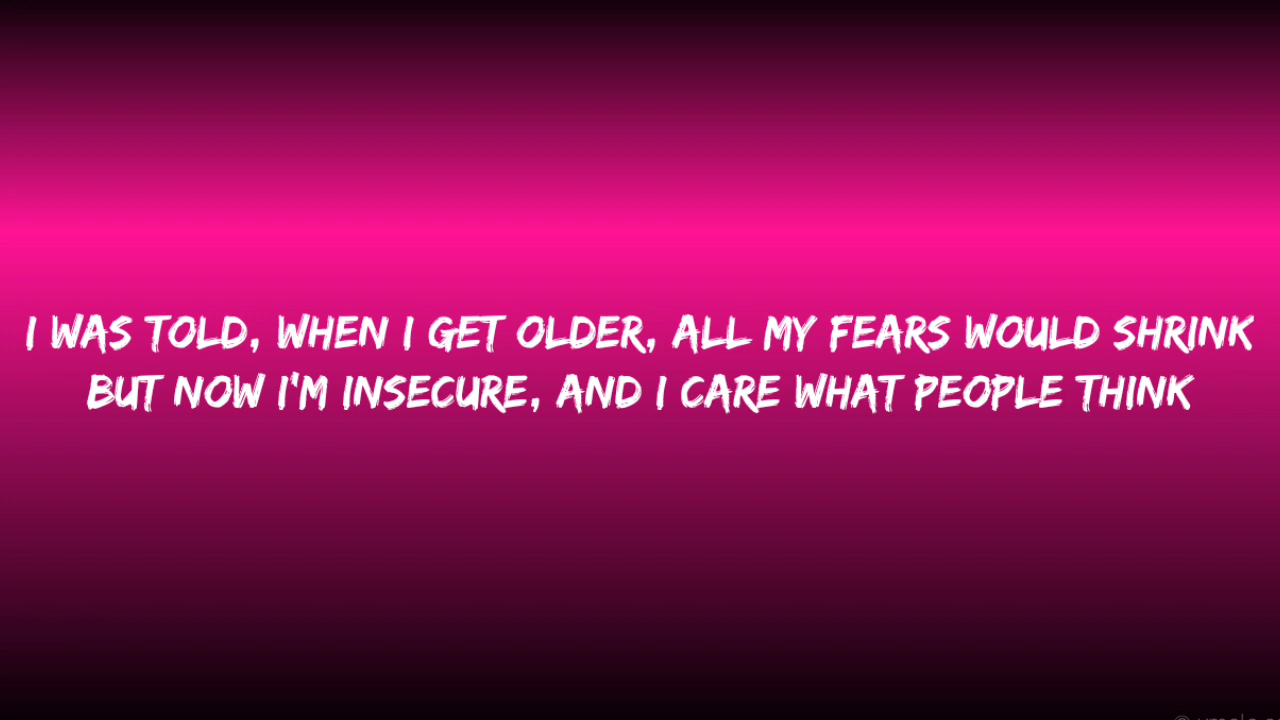 I WAS TOLD, WHEN I GET OLDER, ALL MY FEARS WOULD SHRINK
BUT NOW I'M INSECURE, AND I CARE WHAT PEOPLE THINK